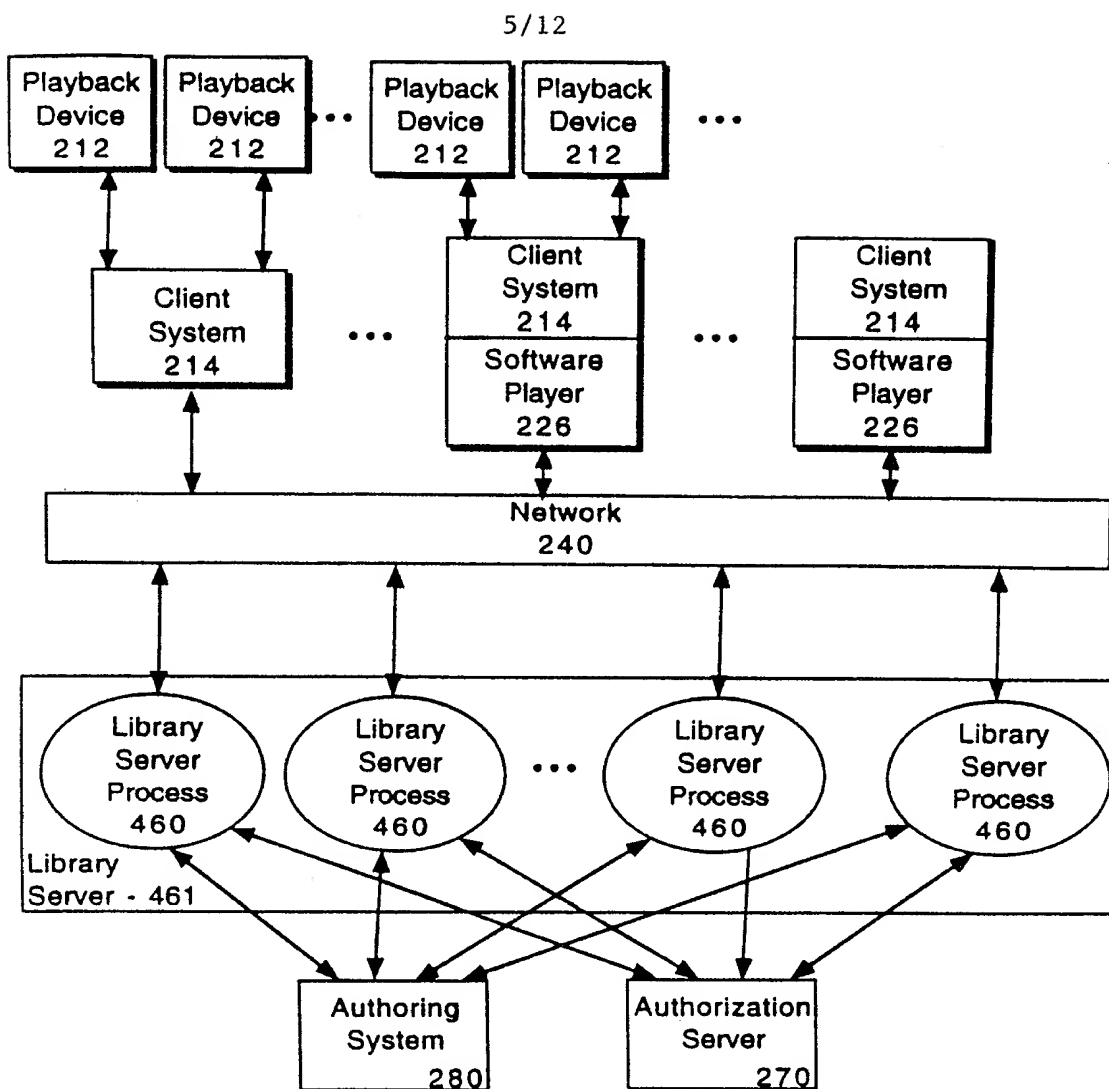 5/12
Playback
Device
212
Playback
Device
212
Playback
Device
212
Playback
Device
212
Client
System
214
Client
System
214
Software
Player
226
Client
System
214
Software
Player
226
Network
240
Library
Server
Process
460
Library
Server
Process
460
Library
Server
Process
460
Library
Server
Process
460
Library
Server - 461
Authoring
System
280
Authorization
Server
270